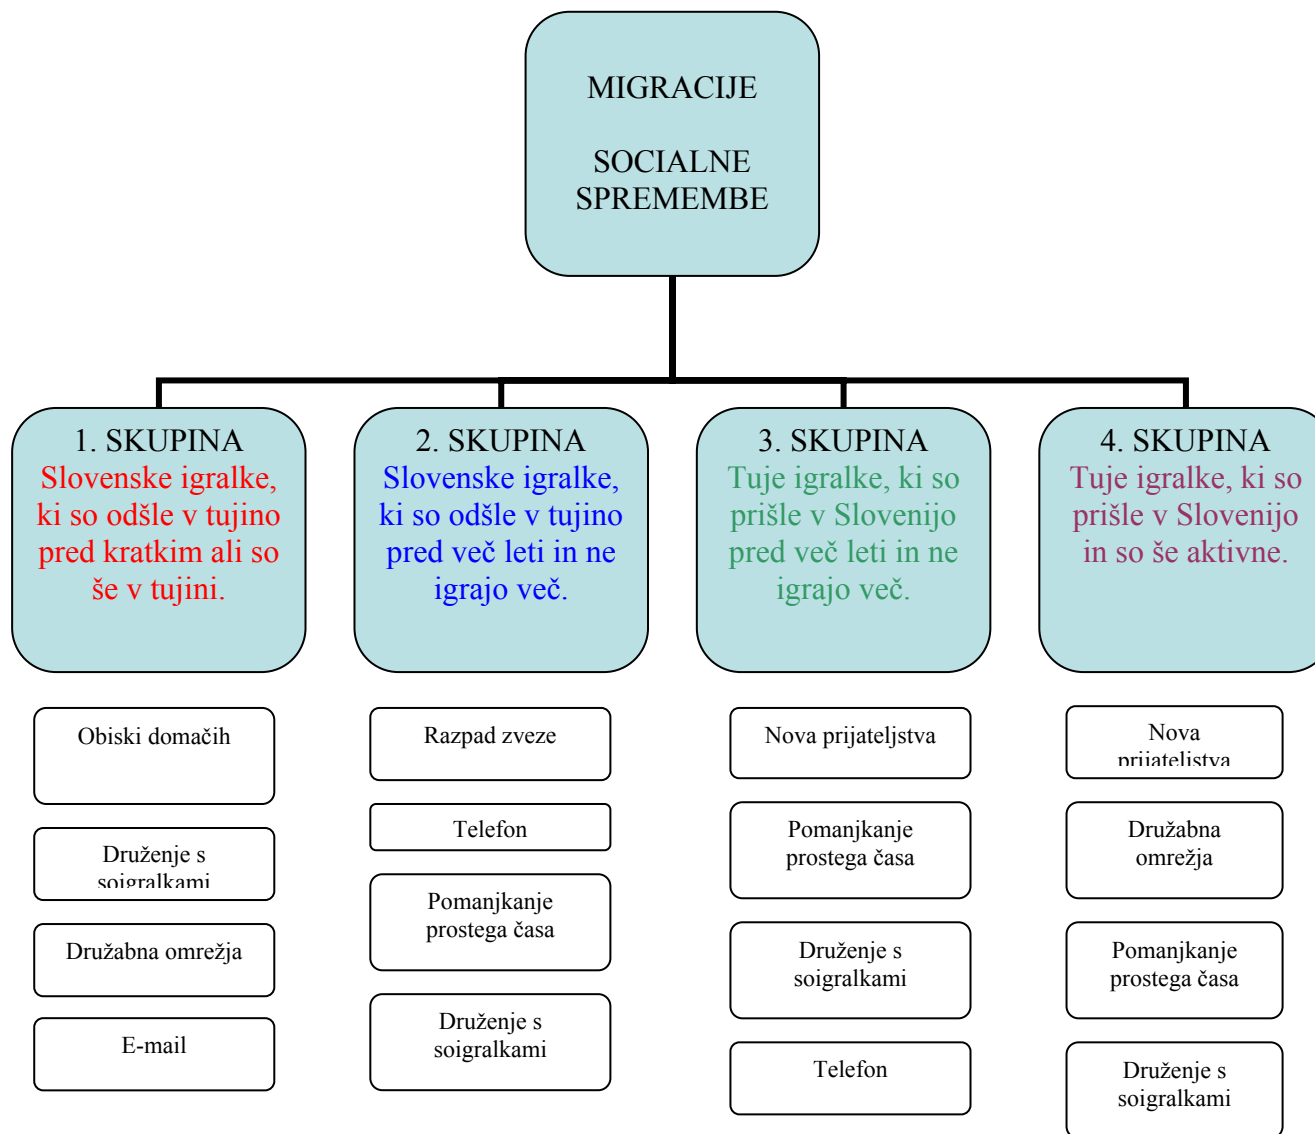 MIGRACIJE
SOCIALNE
SPREMEMBE
1. SKUPINA
Slovenske igralke,
ki so odšle v tujino
pred kratkim ali so
še v tujini.
2. SKUPINA
Slovenske igralke,
ki so odšle v tujino
pred več leti in ne
igrajo več.
3. SKUPINA
Tuje igralke, ki so
prišle v Slovenijo
pred več leti in ne
igrajo več.
4. SKUPINA
Tuje igralke, ki so
prišle v Slovenijo
in so še aktivne.
Obiski domačih
Druženje s
soigralkami
Družabna omrežja
E-mail
Razpad zveze
Telefon
Pomanjkanje
prostega časa
Druženje s
soigralkami
Nova prijateljstva
Pomanjkanje
prostega časa
Druženje s
soigralkami
Telefon
Nova
prijateljstva
Družabna
omrežja
Pomanjkanje
prostega časa
Druženje s
soigralkami